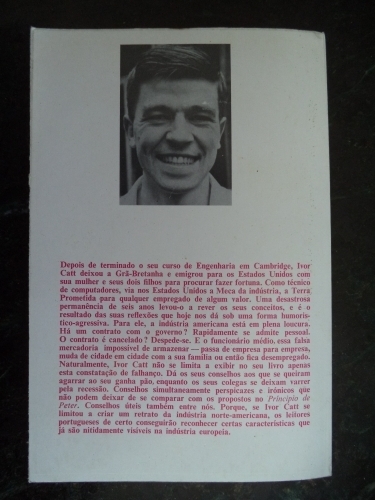 Depois de terminado o seu curso de Engenharia em Cambridge, Ivor
Catt deixou a Grã-Bretanha e emigrou para os Estados Unidos com
sua mulher e seus dois filhos para procurar fazer fortuna. Como técnico
de computadores, via nos Estados Unidos a Meca da indústria, a Terra
Prometida para qualquer empregado de algum valor. Uma desastrosa
permanência de seis anos levou-o a rever os seus conceitos, e é o
resultado das suas reflexões que hoje nos dá sob uma forma humorís-
tico-agressiva. Para ele, a indústria americana está em plena loucura.
Há um contrato com o governo? Rapidamente se admite pessoal.
O contrato é cancelado? Despede-se. E o funcionário médio, essa falsa
mercadoria impossível de armazenar — passa de empresa para empresa,
muda de cidade em cidade com a sua família ou então fica desempregado.
Naturalmente, Ivor Catt não se limita a exibir no seu livro apenas
esta constatação de falhanço. Dá os seus conselhos aos que se queiram
agarrar ao seu ganha pão, enquanto os seus colegas se deixam varrer
pela recessão. Conselhos simultaneamente perspicazes e irónicos que
não podem deixar de se comparar com os propostos no Princípio de
Peter. Conselhos úteis também entre nós. Porque, se Ivor Catt se
limitou a criar um retrato da indústria norte-americana, os leitores
portugueses de certo conseguirão reconhecer certas características que
já são nitidamente visíveis na indústria europeia.